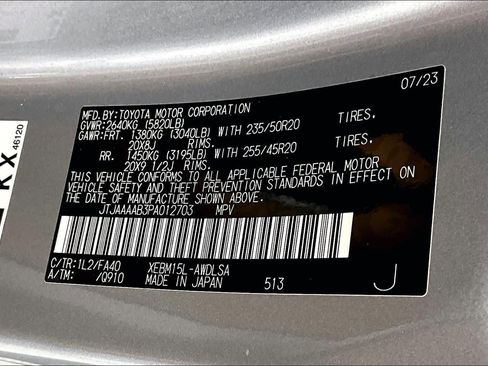 07/23
MFD.BY:TOYOTA MOTOR CORPORATION
GVWR:2640KG (5820LB)
GAWR:FRT. 1380KG (3040LB) WITH 235/50R20 TIRES,
20X8J RIMS.
RR. 1450KG (3195LB) WITH 255/45R20 TIRES,
20X9 1/2J RIMS.
THIS VEHICLE CONFORMS TO ALL APPLICABLE FEDERAL MOTOR
VEHICLE SAFETY AND THEFT PREVENTION STANDARDS IN EFFECT ON
THE DATE OF MANUFACTURE SHOWN ABOVE.
JTJAAAAB3PA012703 MPV
C/TR:1L2/FA40 XEBM15L-AWDLSA
A/TM: /Q910 MADE IN JAPAN 513 J
KX
46120